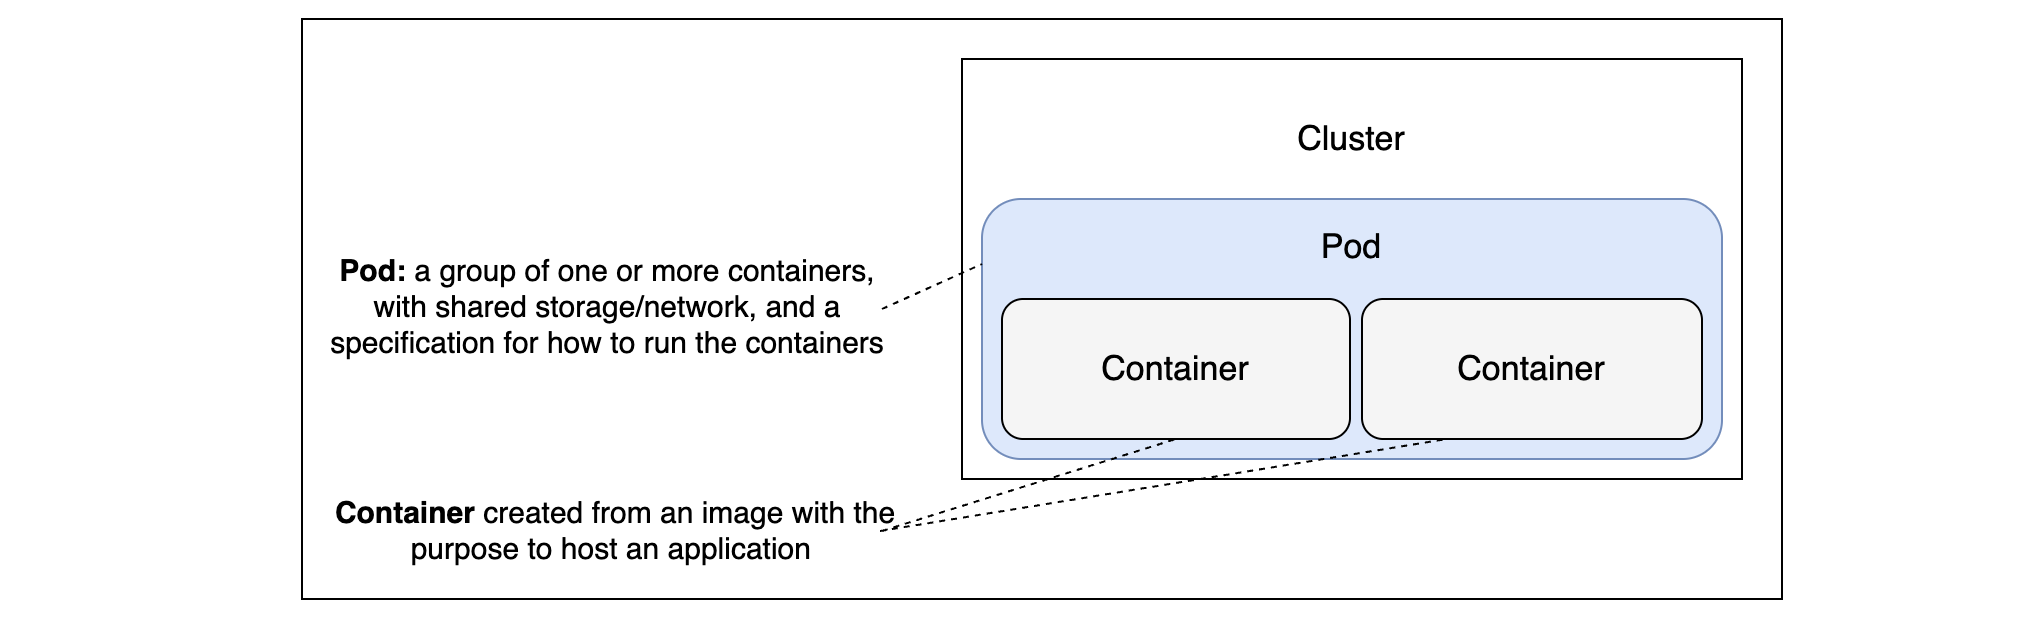 Cluster
Pod
Pod: a group of one or more containers,
with shared storage/network, and a
specification for how to run the containers
Container
Container
Container created from an image with the
purpose to host an application